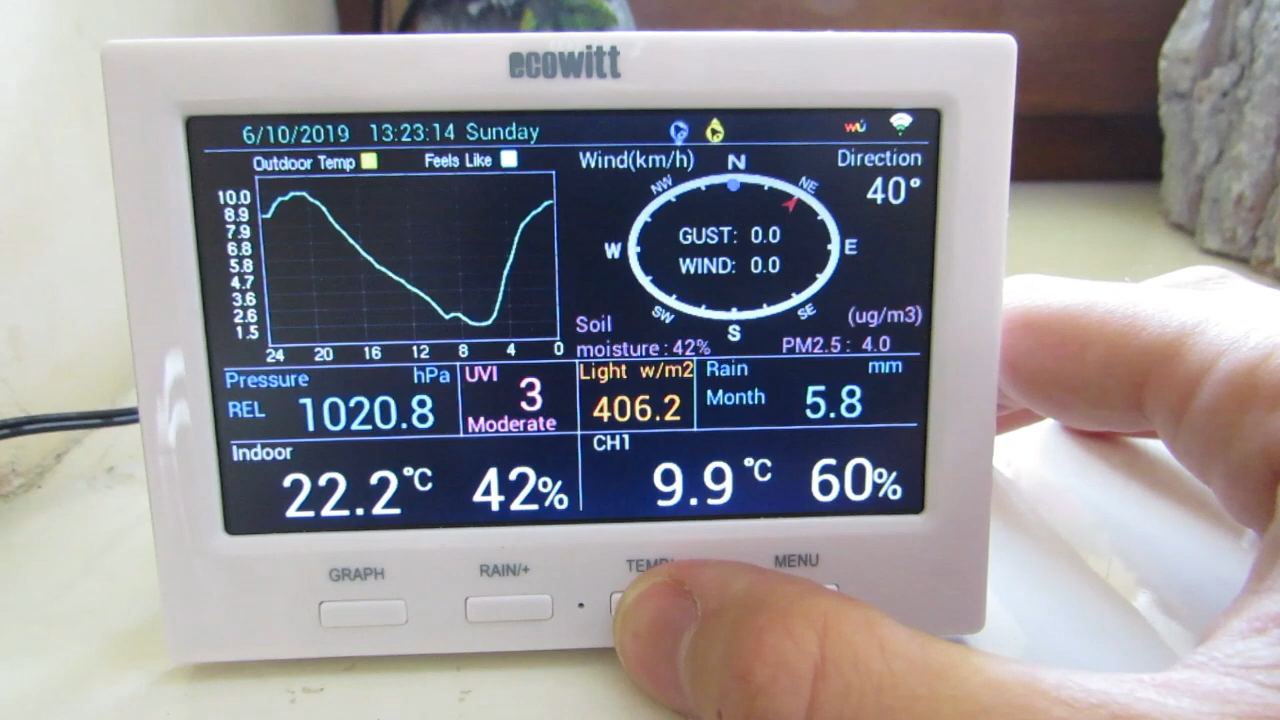 ecowitt
6/10/2019 13:23:14 Sunday
wu
Outdoor Temp Feels Like
10.0
8.9
7.9
6.8
5.8
4.7
3.6
2.6
1.5
24 20 16 12 8 4 0
Wind(km/h)
N
NE
E
SE
S
SW
W
NW
GUST: 0.0
WIND: 0.0
Direction
40°
Soil
moisture: 42%
(ug/m3)
PM2.5: 4.0
Pressure hPa
REL 1020.8
UVI
3
Moderate
Light w/m2
406.2
Rain mm
Month 5.8
Indoor
22.2°C 42%
CH1
9.9°C 60%
GRAPH RAIN/+ MENU